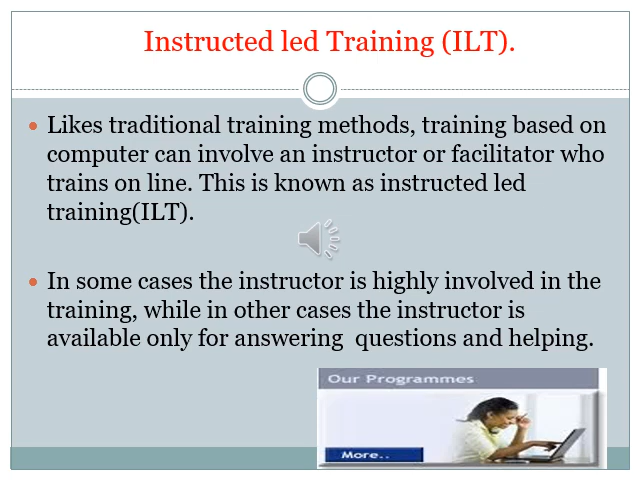 Instructed led Training (ILT).
Likes traditional training methods, training based on
computer can involve an instructor or facilitator who
trains on line. This is known as instructed led
training(ILT).
In some cases the instructor is highly involved in the
training, while in other cases the instructor is
available only for answering  questions and helping.
Our Programmes
More..